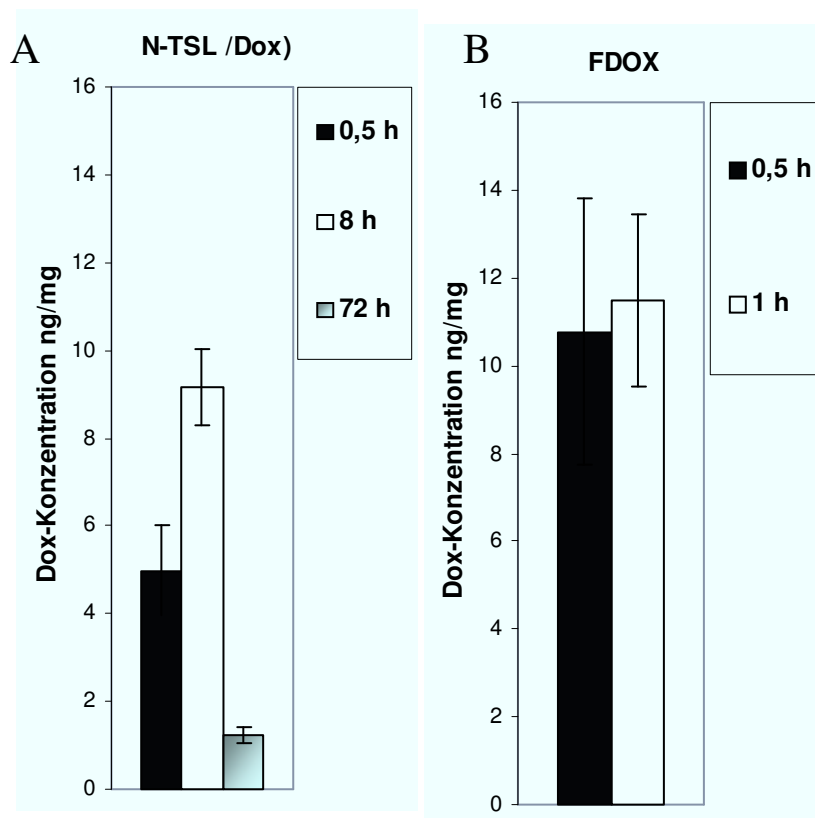 A
N-TSL /Dox)
Dox-Konzentration ng/mg
16
14
12
10
8
6
4
2
0
0,5 h
8 h
72 h
B
FDOX
Dox-Konzentration ng/mg
16
14
12
10
8
6
4
2
0
0,5 h
1 h